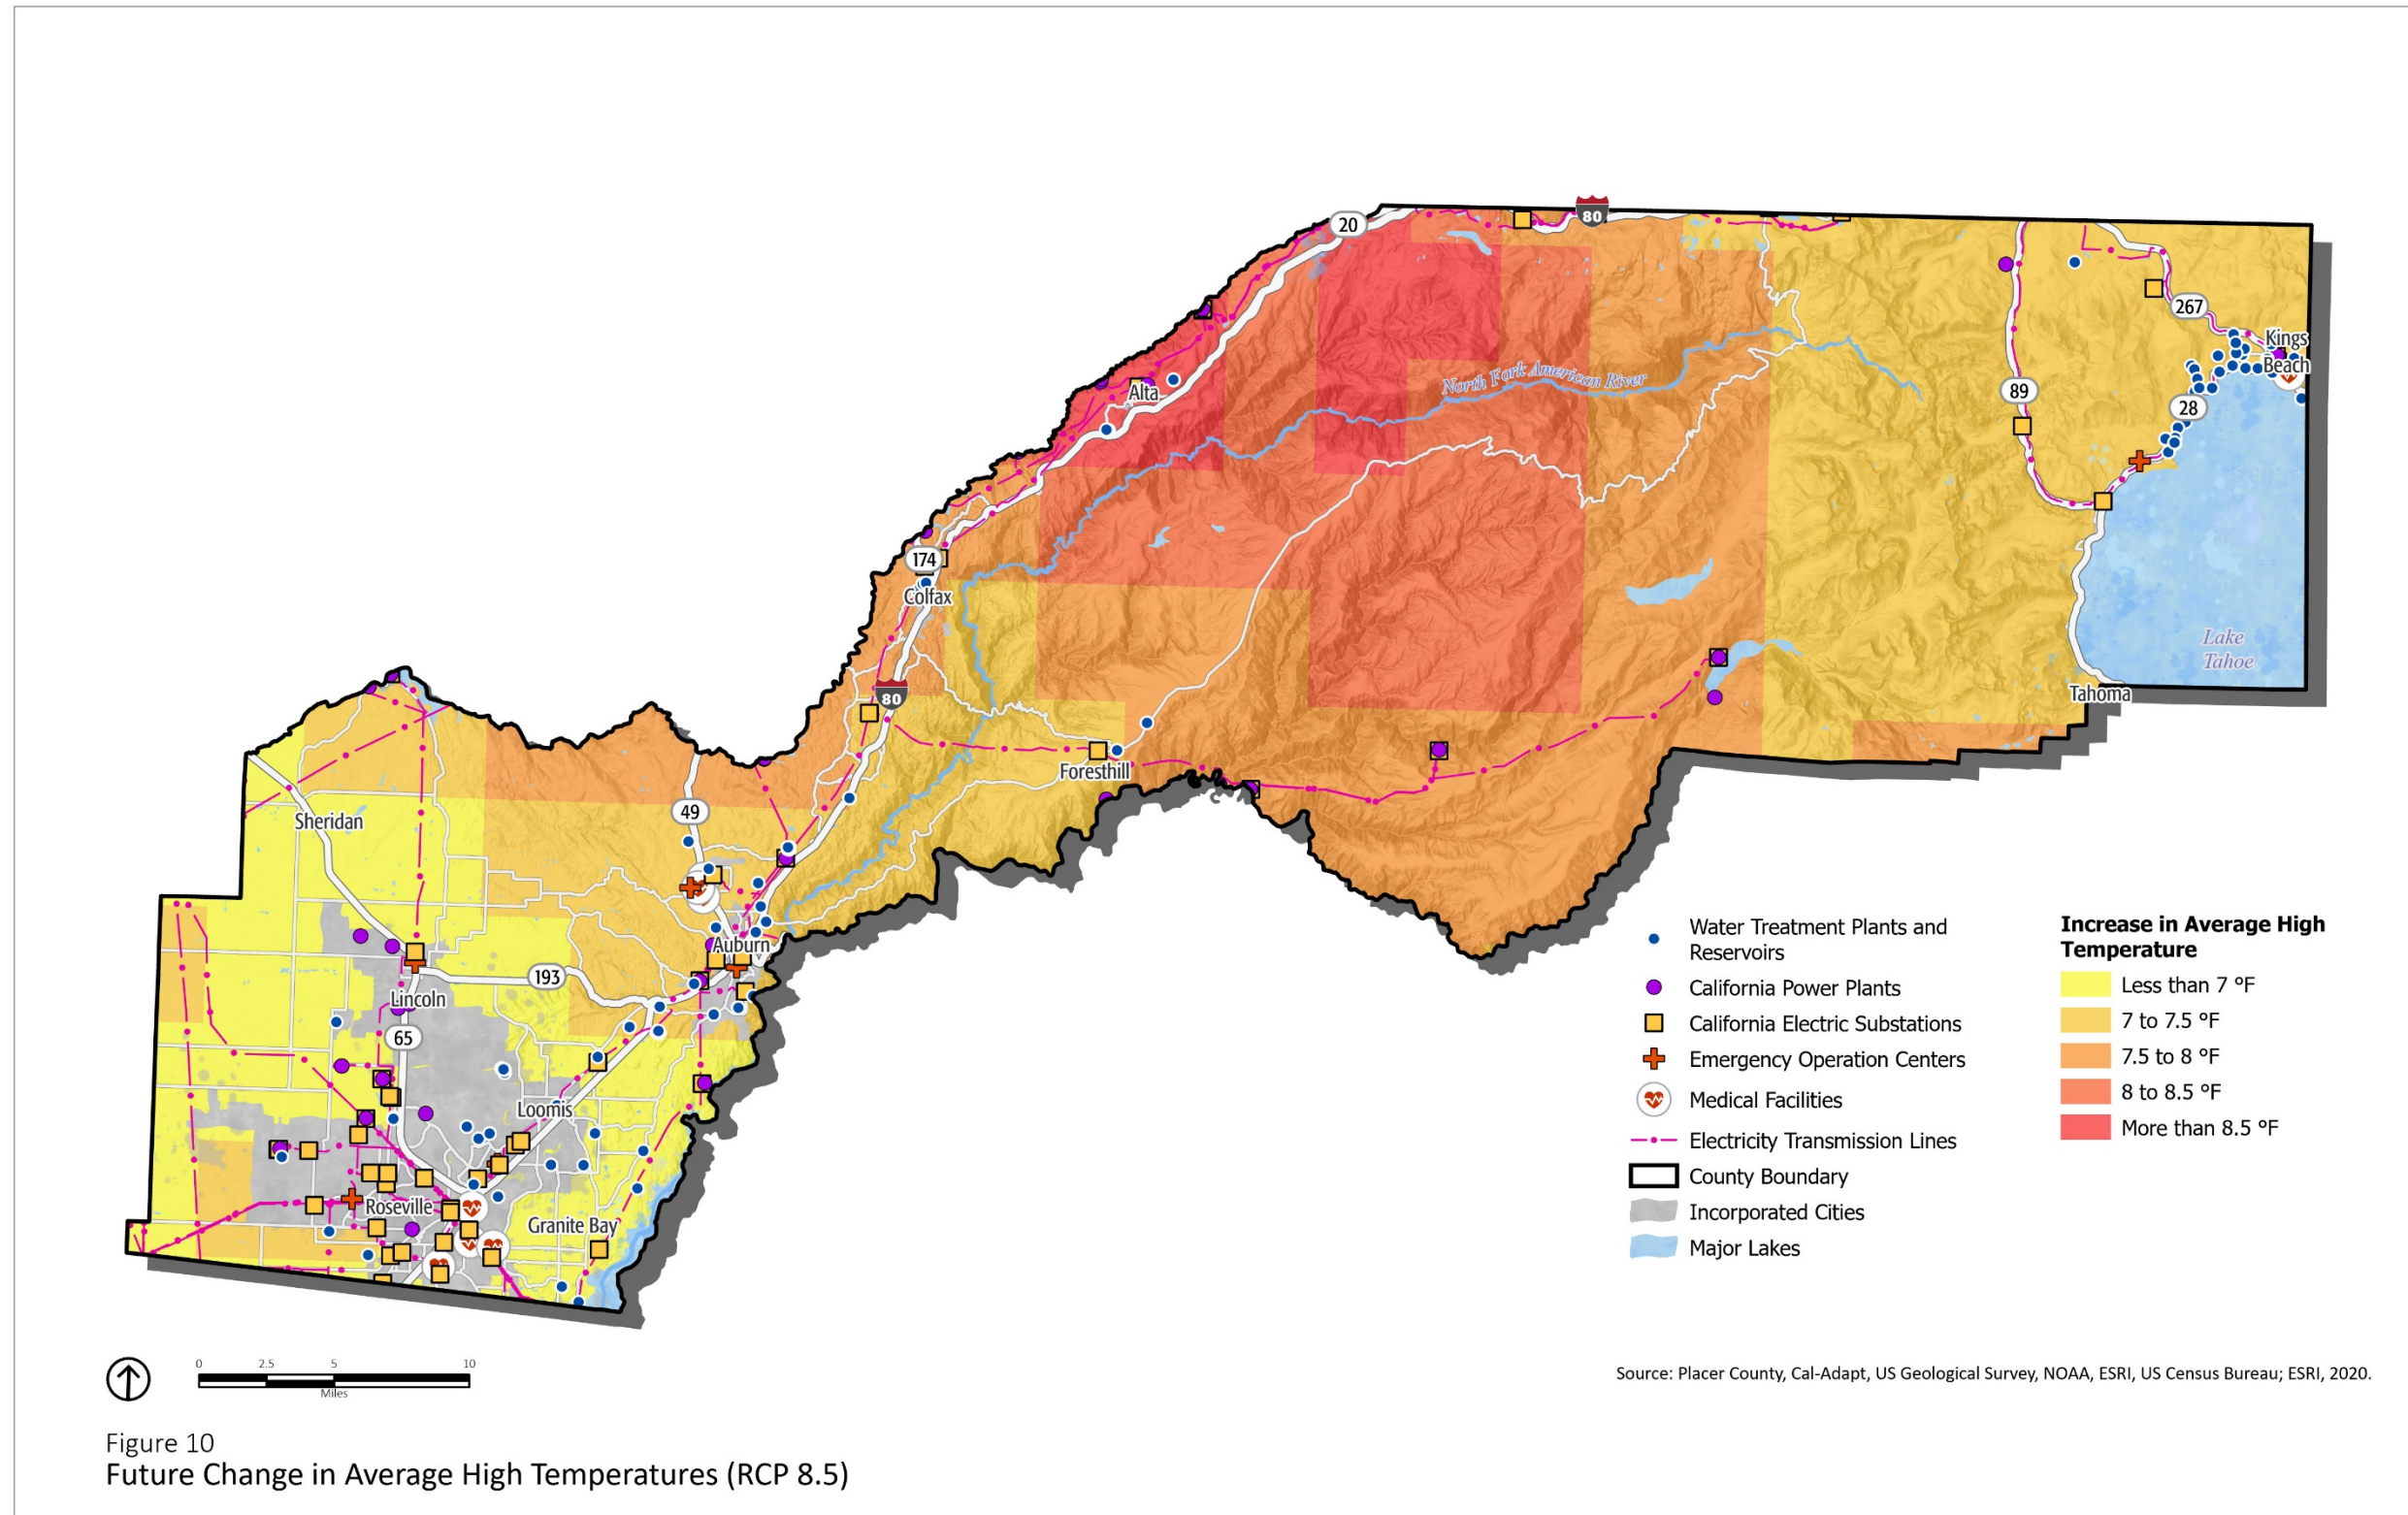 20
80
267
Kings
Beach
Alta
North Fork American River
89
28
174
Colfax
Lake
Tahoe
80
Tahoma
Foresthill
49
Sheridan
Auburn
193
Lincoln
65
Loomis
Roseville
Granite Bay
Water Treatment Plants and
Reservoirs
California Power Plants
California Electric Substations
Emergency Operation Centers
Medical Facilities
Electricity Transmission Lines
County Boundary
Incorporated Cities
Major Lakes
Increase in Average High
Temperature
Less than 7 ºF
7 to 7.5 ºF
7.5 to 8 ºF
8 to 8.5 ºF
More than 8.5 ºF
0 2.5 5 10
Miles
Source: Placer County, Cal-Adapt, US Geological Survey, NOAA, ESRI, US Census Bureau; ESRI, 2020.
Figure 10
Future Change in Average High Temperatures (RCP 8.5)